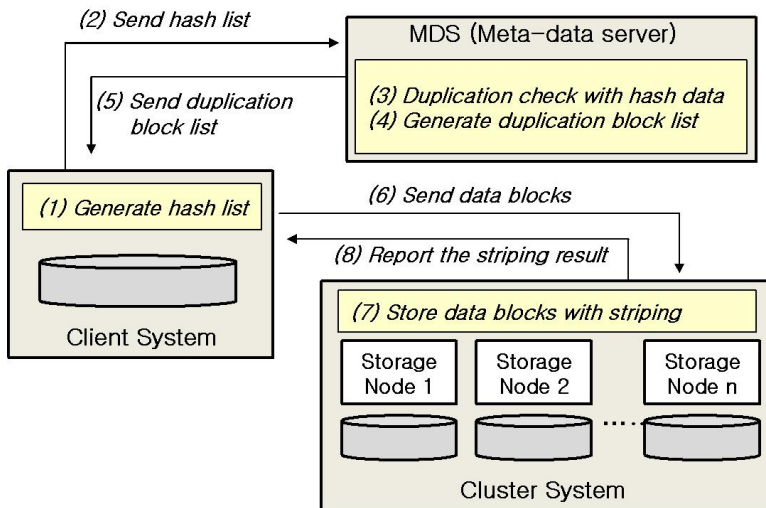 (2) Send hash list
MDS (Meta-data server)
(3) Duplication check with hash data
(4) Generate duplication block list
(5) Send duplication
block list
(1) Generate hash list
Client System
(6) Send data blocks
(8) Report the striping result
(7) Store data blocks with striping
Storage
Node 1
Storage
Node 2
Storage
Node n
Cluster System